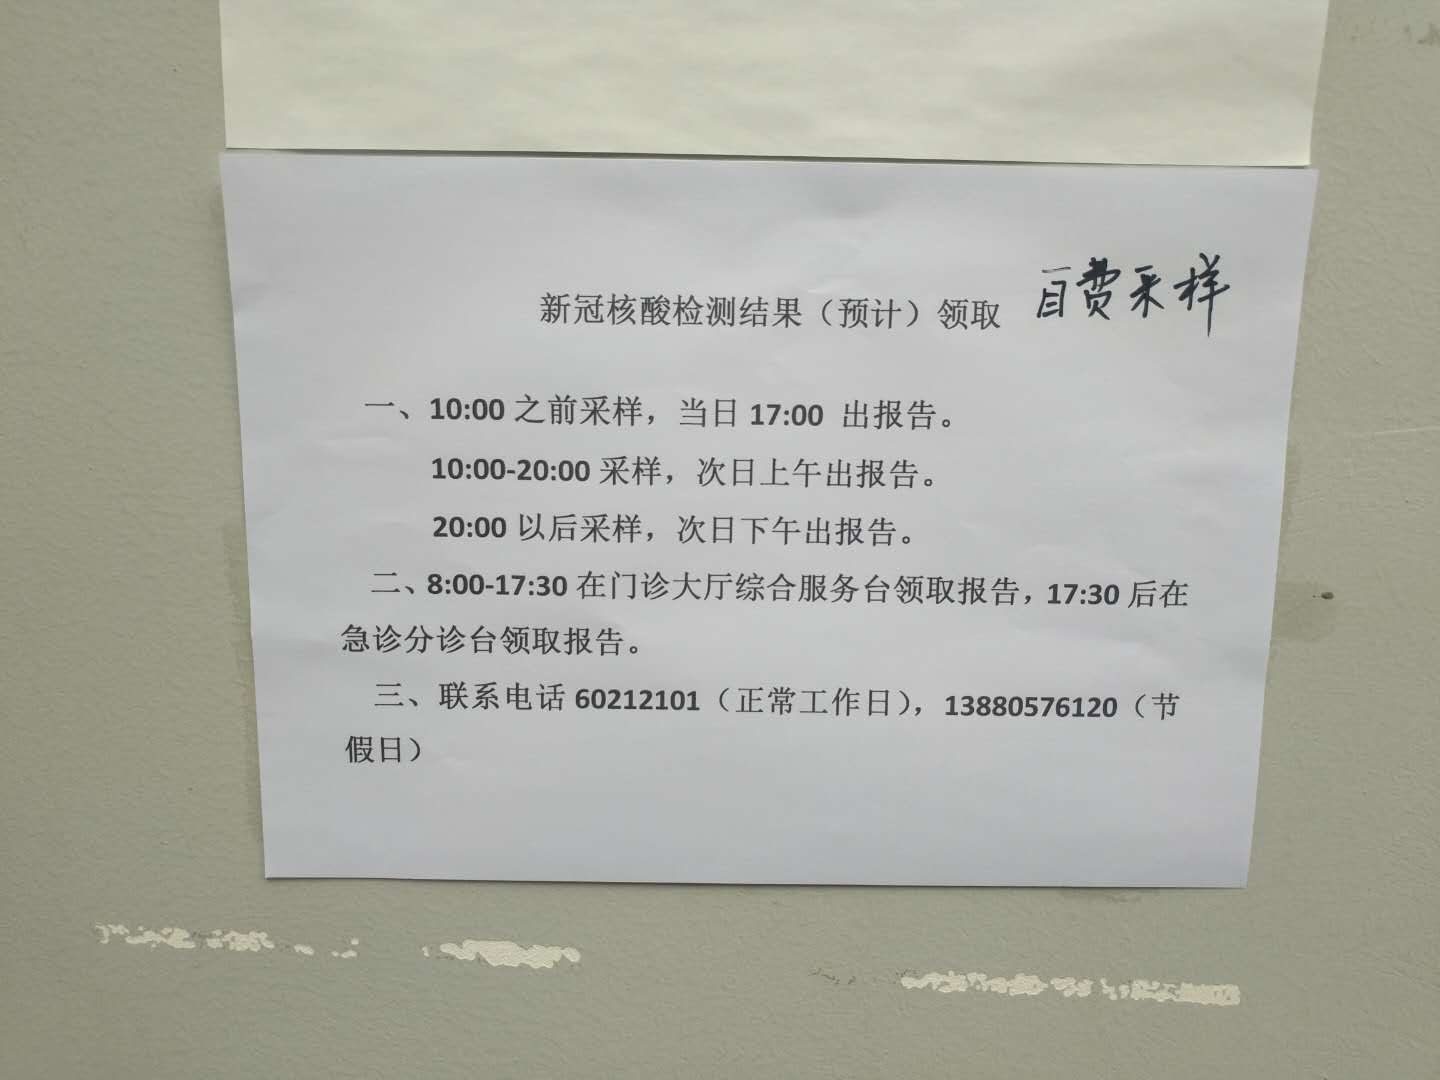 新冠核酸检测结果（预计）领取 自费采样
一、10:00 之前采样，当日 17:00 出报告。
10:00-20:00 采样，次日上午出报告。
20:00 以后采样，次日下午出报告。
二、8:00-17:30 在门诊大厅综合服务台领取报告，17:30 后在
急诊分诊台领取报告。
三、联系电话 60212101（正常工作日），13880576120（节
假日）